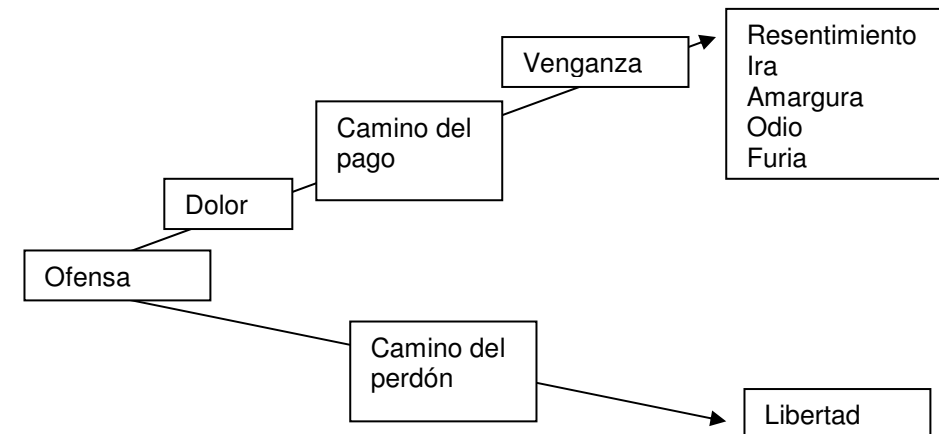 Resentimiento
Ira
Amargura
Odio
Furia
Venganza
Camino del
pago
Dolor
Ofensa
Camino del
perdón
Libertad